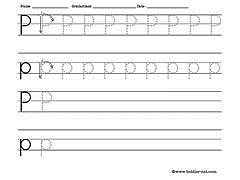 Name: Grade/Class: Date:
P P P P P P P P P P
p p p p p p p p p p
P P
p p
©www.toddler-net.com